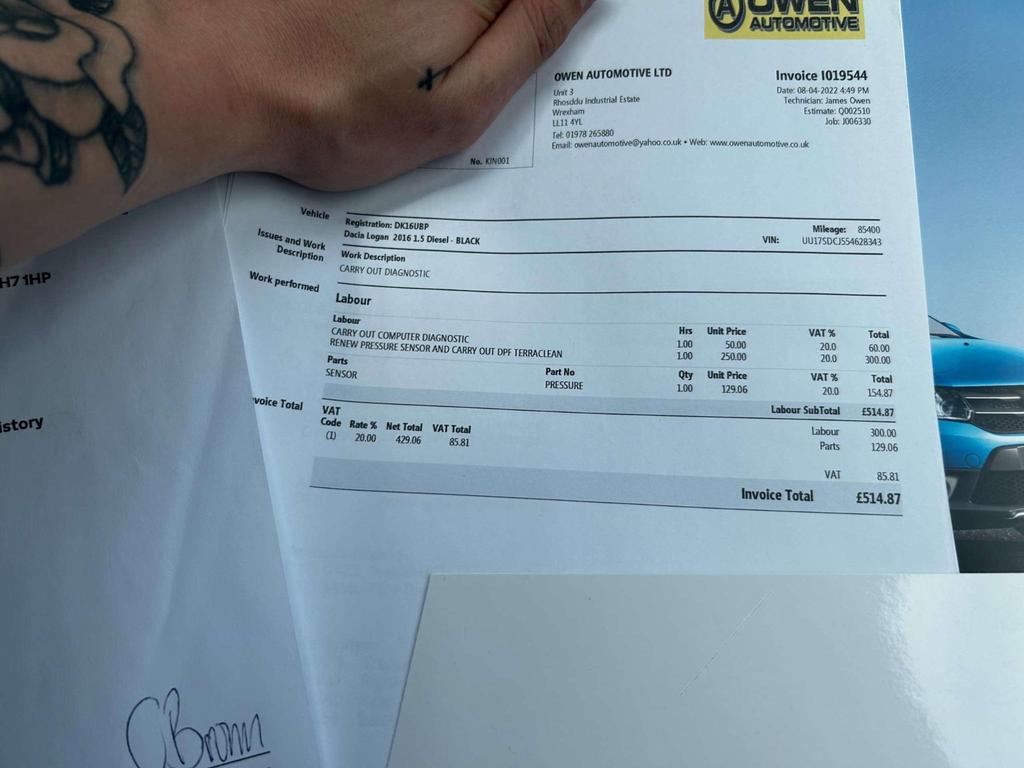 OWEN
AUTOMOTIVE
OWEN AUTOMOTIVE LTD
Unit 3
Rhosddu Industrial Estate
Wrexham
LL11 4YL
Tel: 01978 265880
Email: owenautomotive@yahoo.co.uk • Web: www.owenautomotive.co.uk
Invoice I019544
Date: 08-04-2022 4:49 PM
Technician: James Owen
Estimate: Q002510
Job: J006330
No. KIN001
Vehicle
Registration: DK16UBP
Dacia Logan 2016 1.5 Diesel - BLACK
Mileage: 85400
VIN: UU17SDCJ554628343
Issues and Work
Description
Work Description
CARRY OUT DIAGNOSTIC
Work performed
Labour
Labour Hrs Unit Price VAT % Total
CARRY OUT COMPUTER DIAGNOSTIC 1.00 50.00 20.0 60.00
RENEW PRESSURE SENSOR AND CARRY OUT DPF TERRACLEAN 1.00 250.00 20.0 300.00
Parts Part No Qty Unit Price VAT % Total
SENSOR PRESSURE 1.00 129.06 20.0 154.87
Labour SubTotal £514.87
voice Total
VAT
Code Rate % Net Total VAT Total
(1) 20.00 429.06 85.81
Labour 300.00
Parts 129.06
VAT 85.81
Invoice Total £514.87
H7 1HP
istory
CBrown